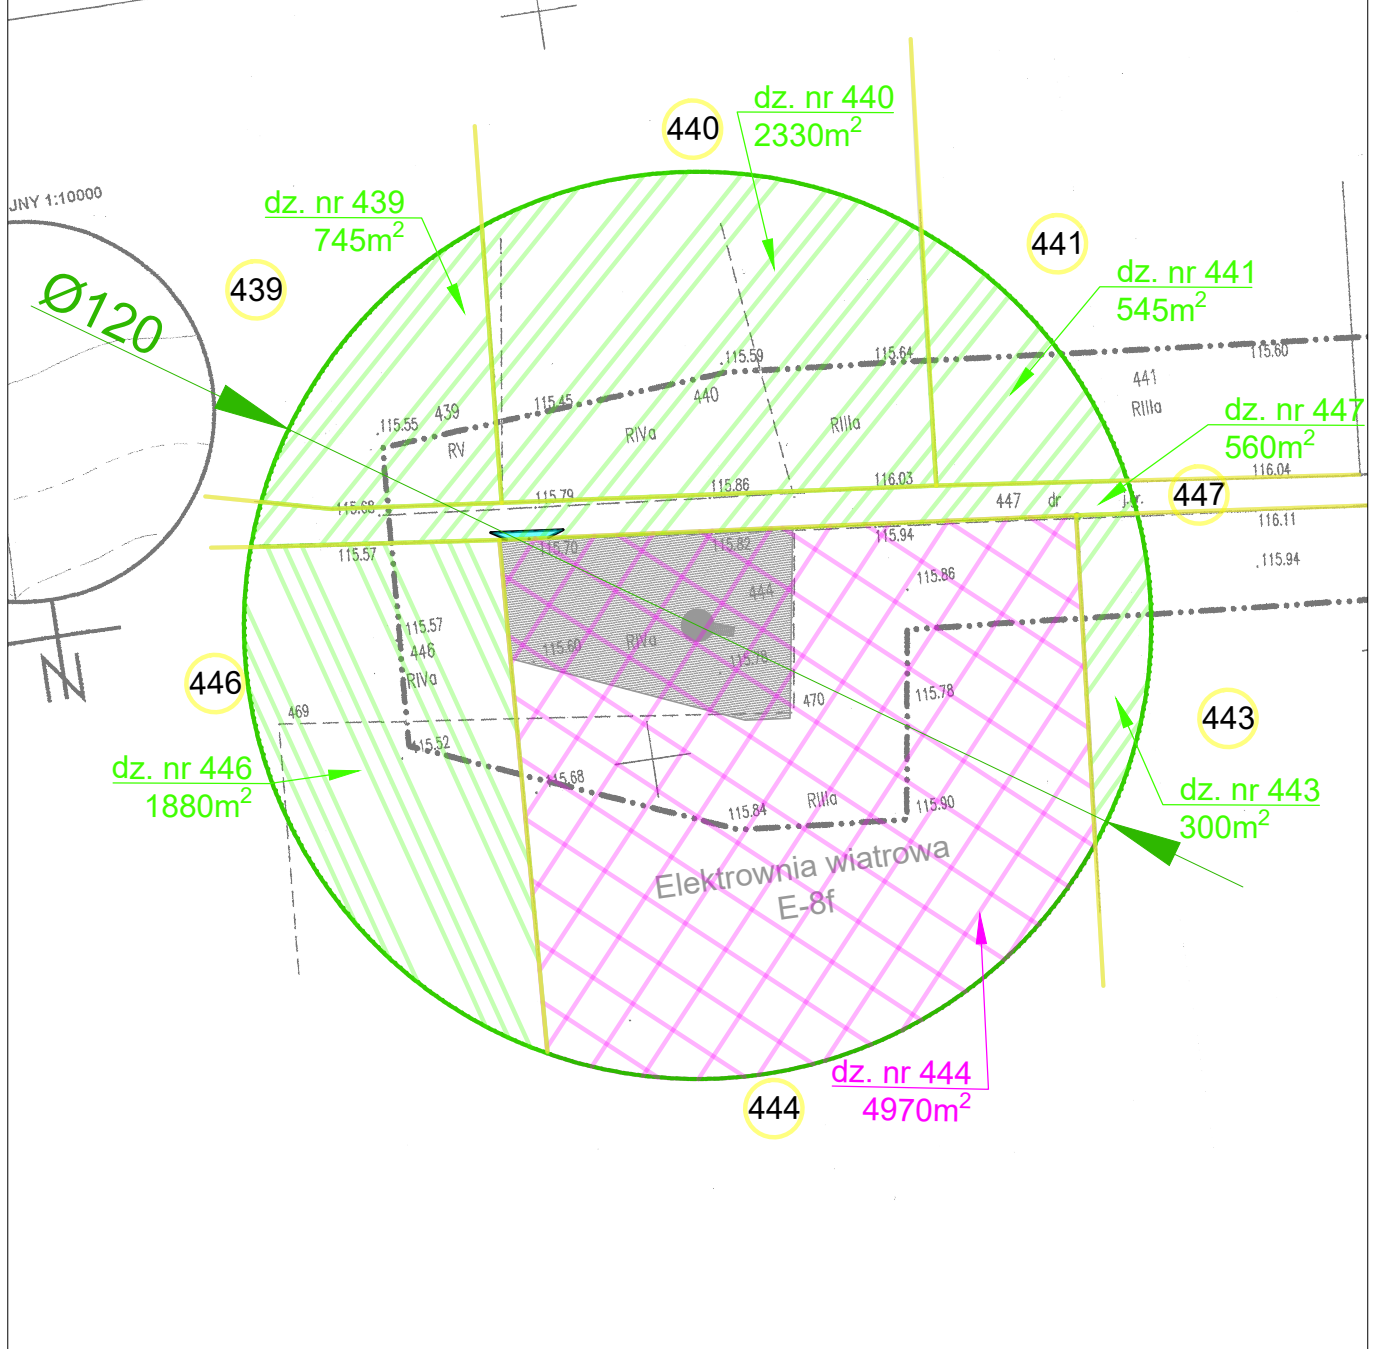 dz. nr 440
2330m²
440
JNY 1:10000
dz. nr 439
745m²
441
dz. nr 441
545m²
439
Ø120
115.59
115.64
115.60
441
RIIIa
440
439
115.45
115.55
RV
RIVa
RIIIa
dz. nr 447
560m²
115.86
116.03
116.04
115.79
447
dr
447
115.68
116.11
115.57
115.70
115.82
115.94
115.94
115.86
444
115.57
446
RIVa
115.60
RIVa
115.78
446
115.78
470
469
443
115.52
dz. nr 446
1880m²
115.68
RIIIa
115.84
115.90
dz. nr 443
300m²
Elektrownia wiatrowa
E-8f
dz. nr 444
4970m²
444
N